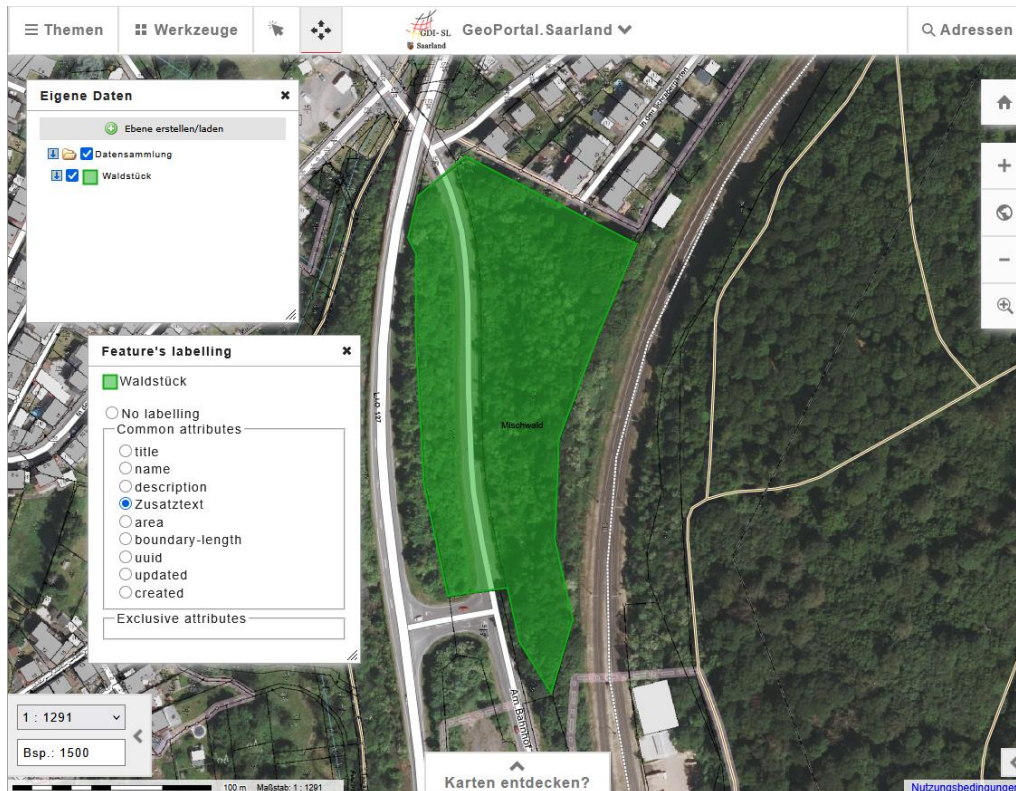 Themen
Werkzeuge
GDI-SL
Saarland
GeoPortal.Saarland
Adressen
Eigene Daten
Ebene erstellen/laden
Datensammlung
Waldstück
Feature's labelling
Waldstück
No labelling
Common attributes
title
name
description
Zusatztext
area
boundary-length
uuid
updated
created
Exclusive attributes
Mischwald
Am Bahnhof
1 : 1291
Bsp.: 1500
100 m Maßstab: 1 : 1291
Karten entdecken?
Nutzungsbedingungen